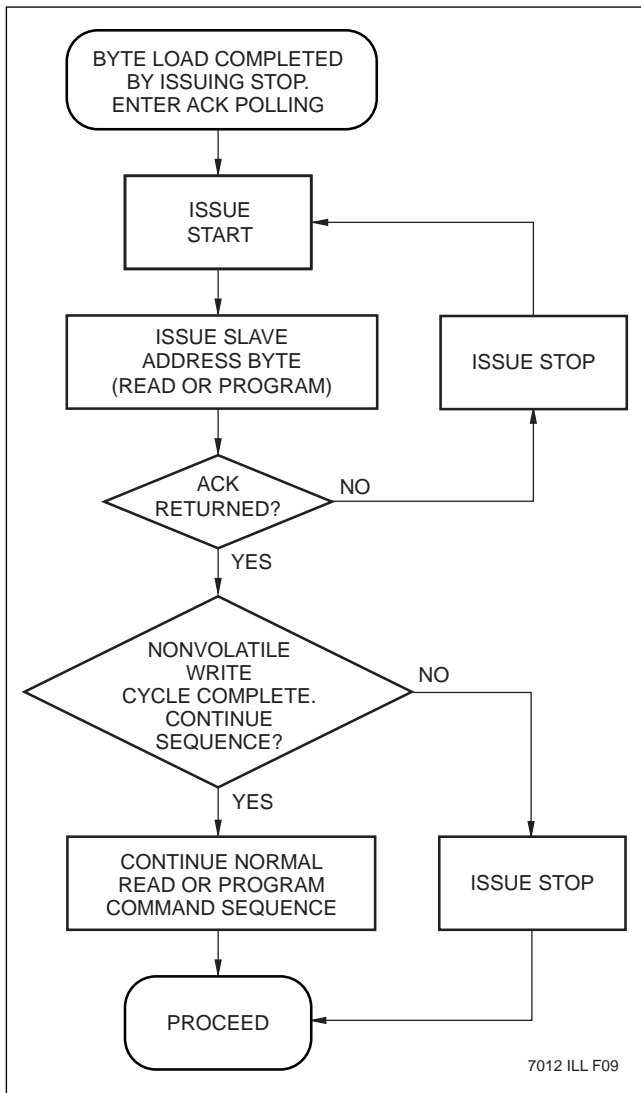 BYTE LOAD COMPLETED
BY ISSUING STOP.
ENTER ACK POLLING
ISSUE
START
ISSUE SLAVE
ADDRESS BYTE
(READ OR PROGRAM)
ISSUE STOP
ACK
RETURNED?
NO
YES
NONVOLATILE
WRITE
CYCLE COMPLETE.
CONTINUE
SEQUENCE?
NO
YES
CONTINUE NORMAL
READ OR PROGRAM
COMMAND SEQUENCE
ISSUE STOP
PROCEED
7012 ILL F09